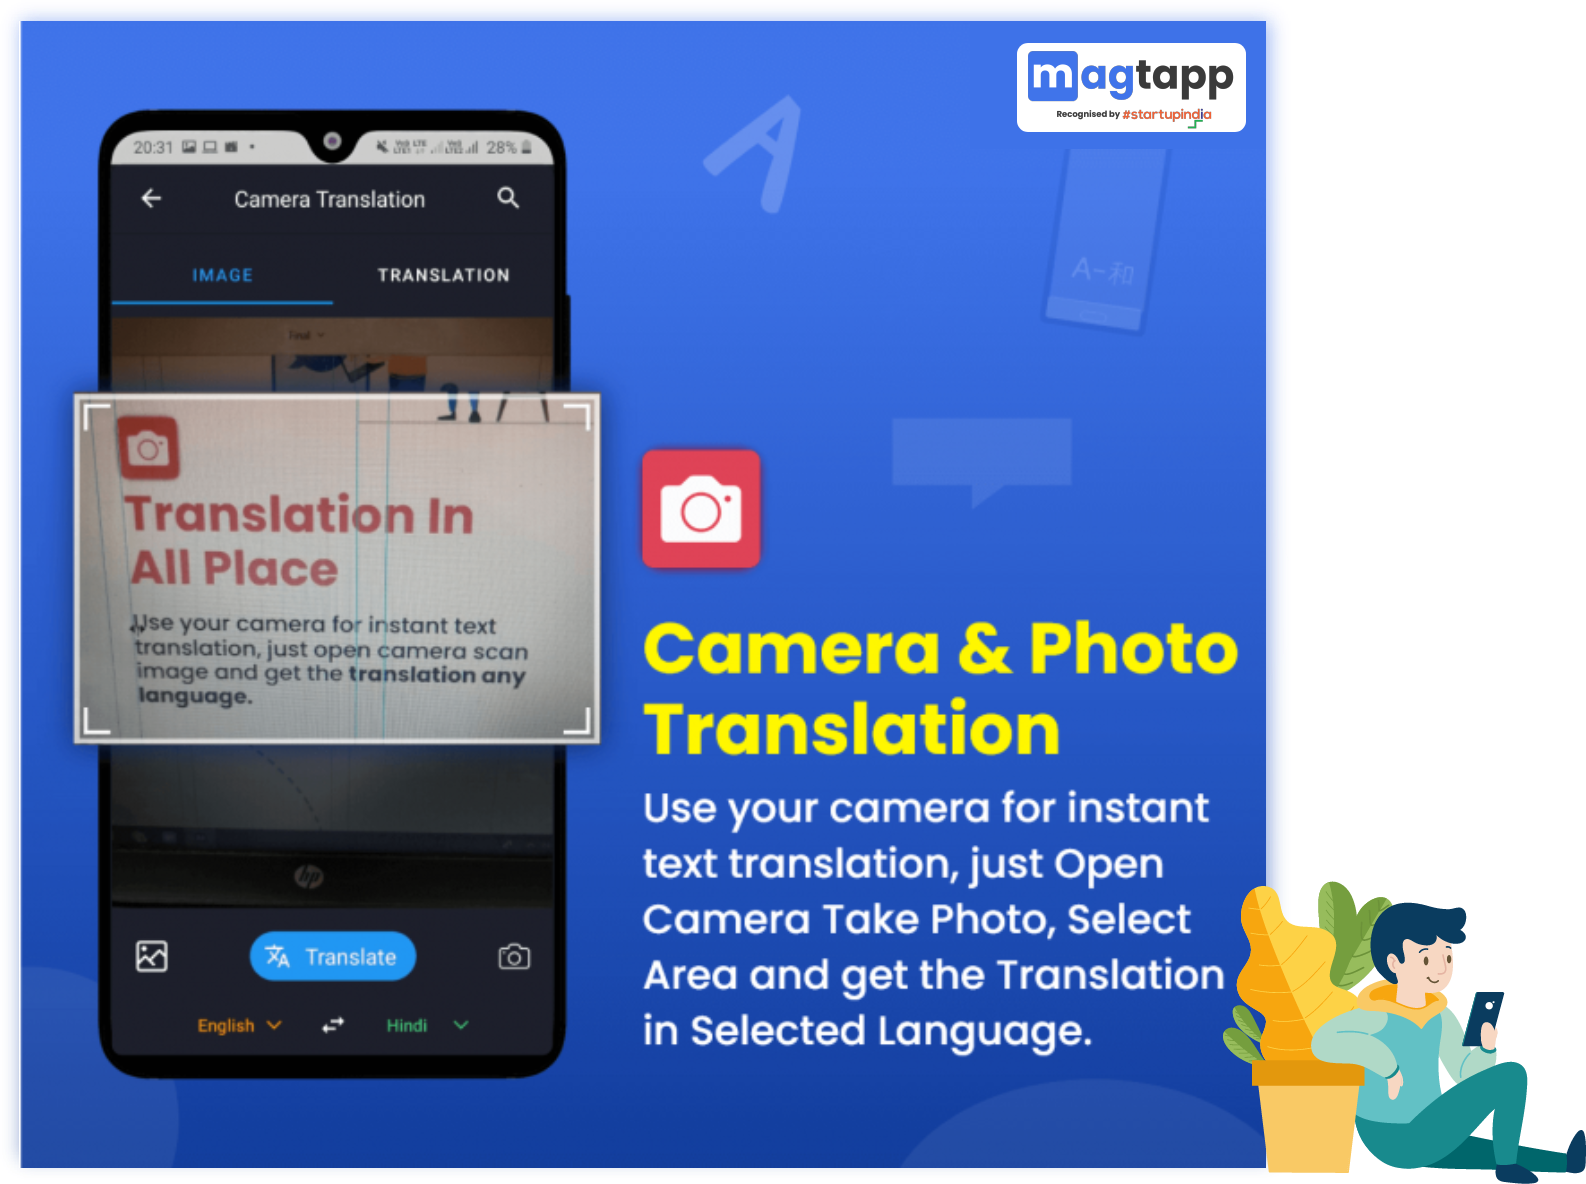 magtapp
Recognised by #startupindia
20:31
28%
Camera Translation
IMAGE
TRANSLATION
Final
A-和
Translation In
All Place
Use your camera for instant text
translation, just open camera scan
image and get the translation any
language.
hp
Translate
English
Hindi
Camera & Photo
Translation
Use your camera for instant
text translation, just Open
Camera Take Photo, Select
Area and get the Translation
in Selected Language.